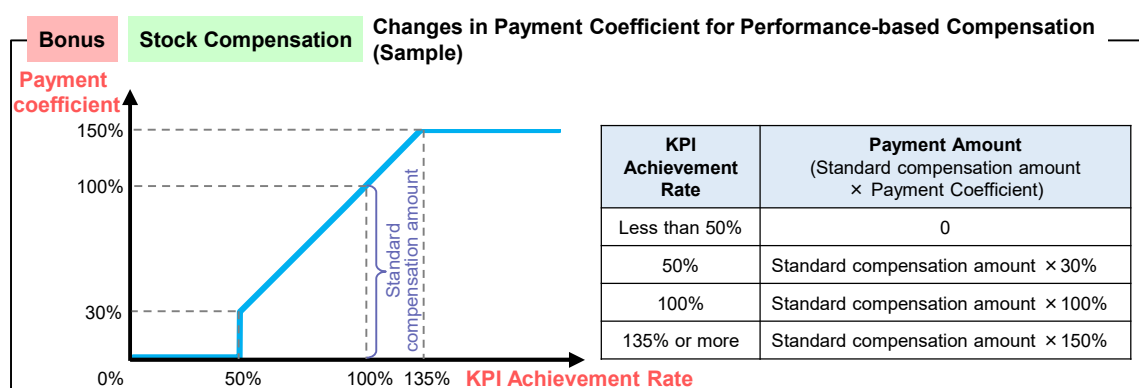 Bonus
Stock Compensation
Changes in Payment Coefficient for Performance-based Compensation
(Sample)
Payment
coefficient
150%
100%
30%
0%
50%
100%
135%
KPI Achievement Rate
Standard
compensation amount
KPI
Achievement
Rate
Payment Amount
(Standard compensation amount
× Payment Coefficient)
Less than 50%
0
50%
Standard compensation amount ×30%
100%
Standard compensation amount ×100%
135% or more
Standard compensation amount ×150%